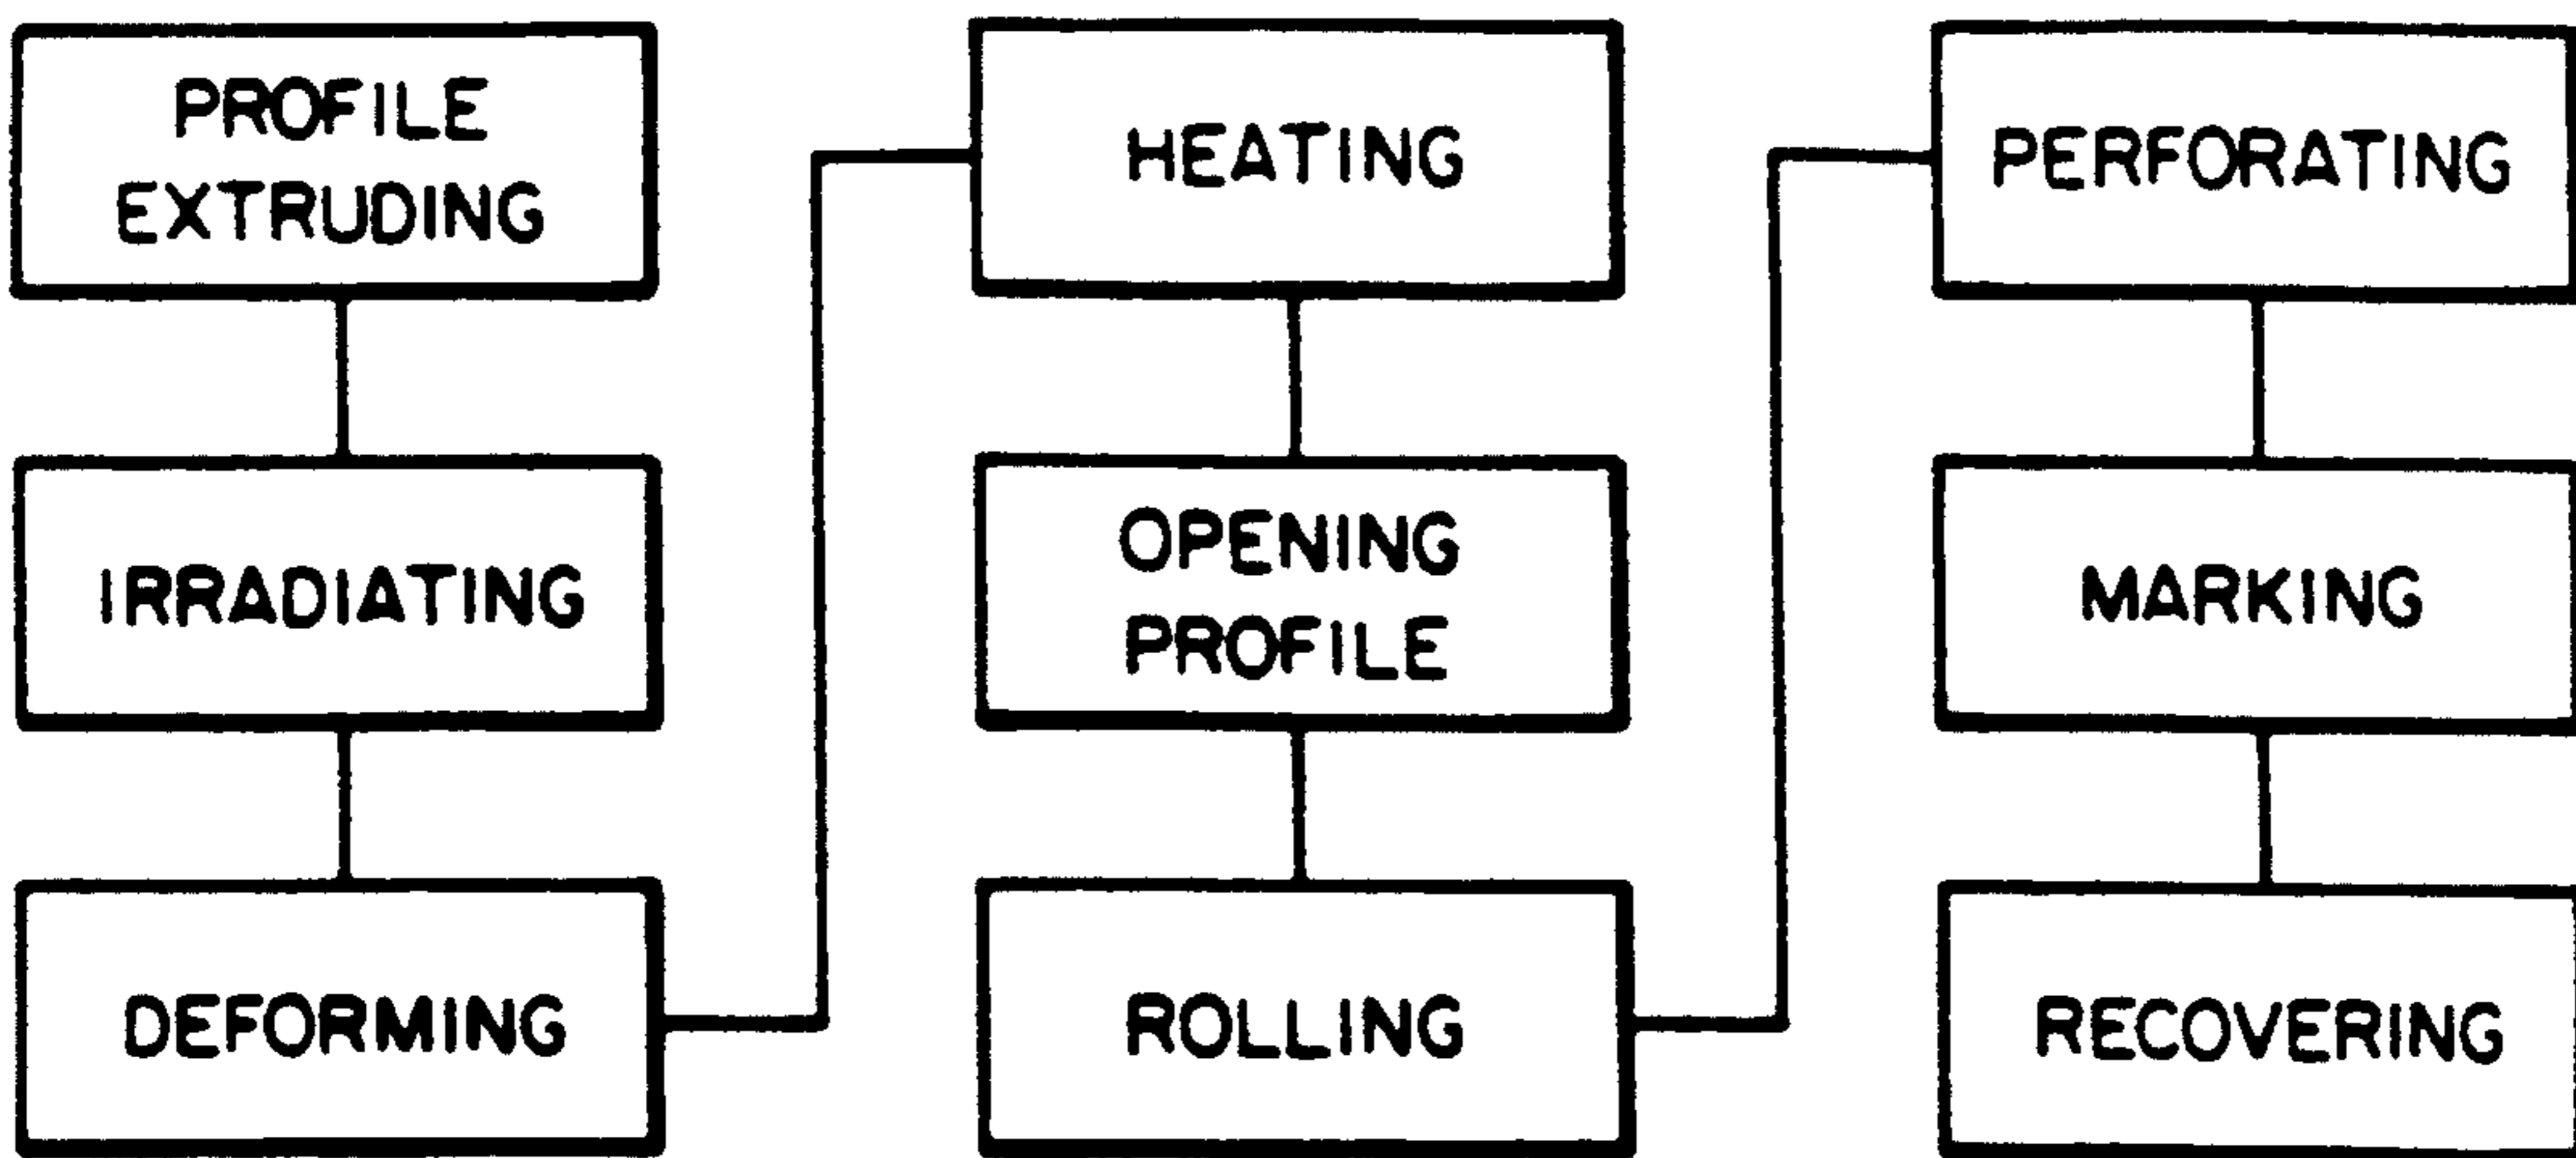 PROFILE
EXTRUDING
IRRADIATING
DEFORMING
HEATING
OPENING
PROFILE
ROLLING
PERFORATING
MARKING
RECOVERING